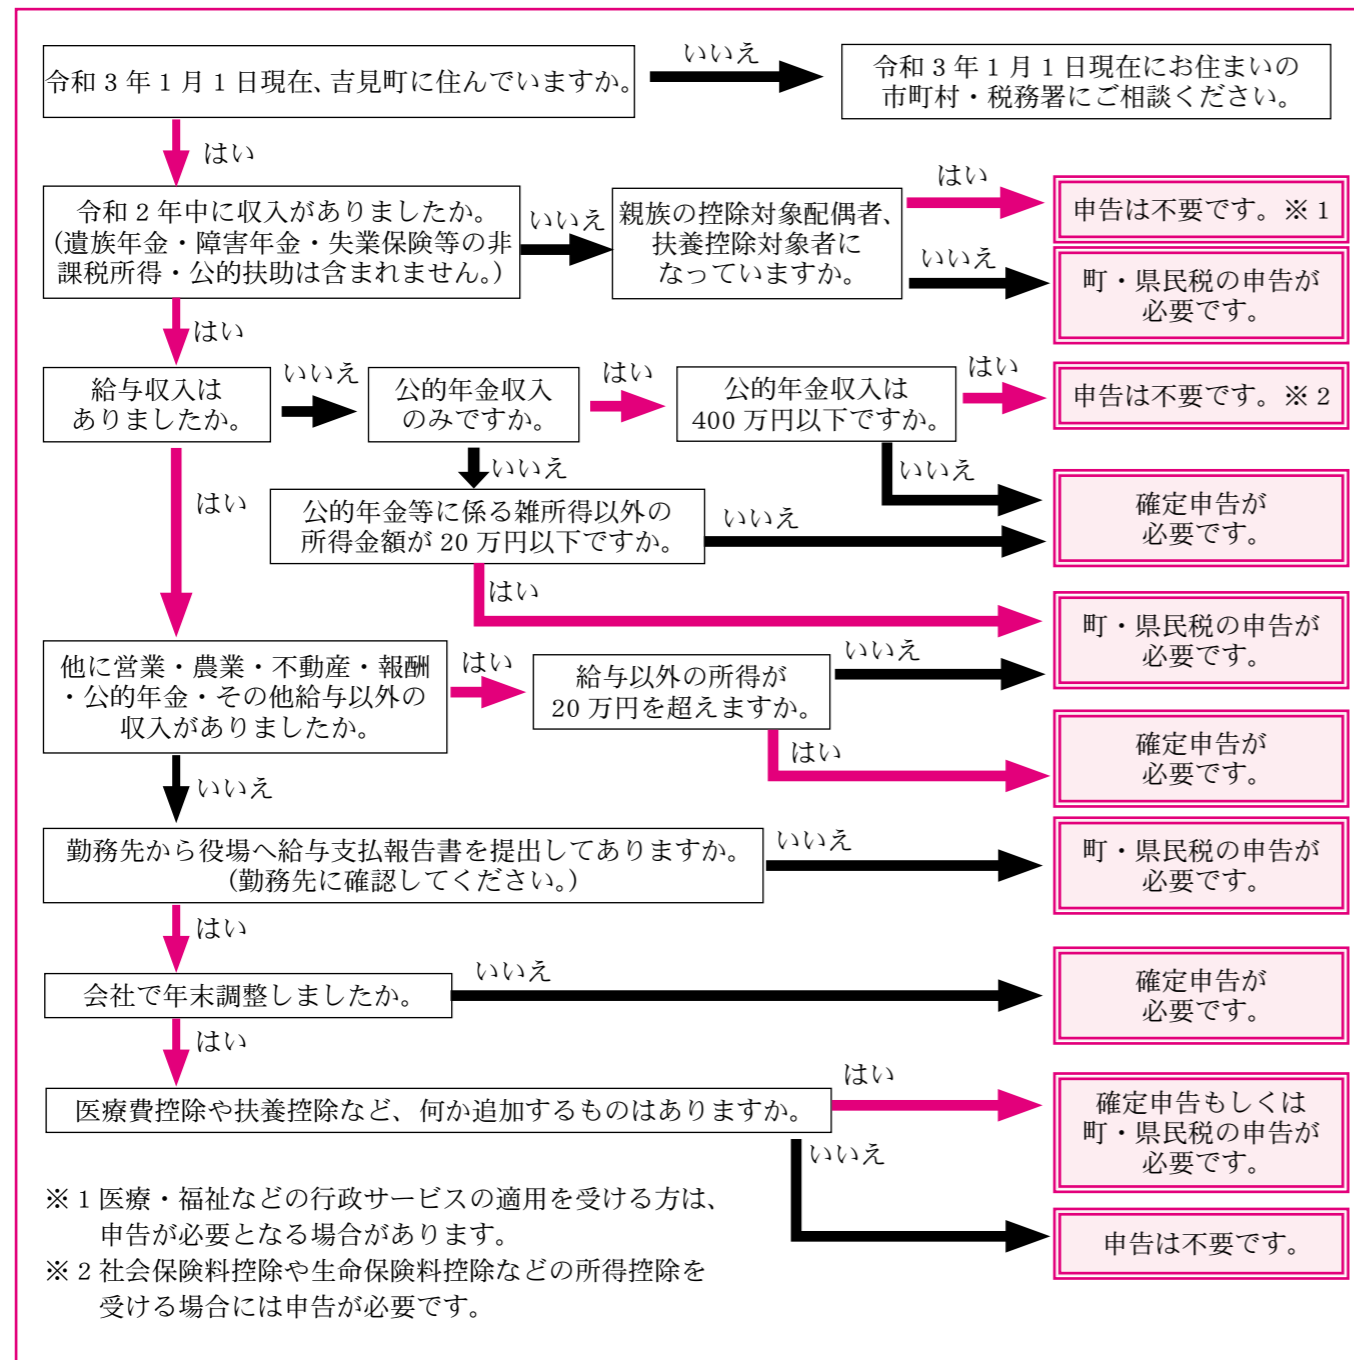 令和3年1月1日現在、吉見町に住んでいますか。
いいえ
令和3年1月1日現在にお住まいの
市町村・税務署にご相談ください。
はい
令和2年中に収入がありましたか。
(遺族年金・障害年金・失業保険等の非
課税所得・公的扶助は含まれません。)
いいえ
親族の控除対象配偶者、
扶養控除対象者に
なっていますか。
はい
申告は不要です。※1
いいえ
町・県民税の申告が
必要です。
はい
給与収入は
ありましたか。
いいえ
公的年金収入
のみですか。
はい
公的年金収入は
400万円以下ですか。
はい
申告は不要です。※2
いいえ
確定申告が
必要です。
いいえ
公的年金等に係る雑所得以外の
所得金額が20万円以下ですか。
いいえ
はい
町・県民税の申告が
必要です。
はい
他に営業・農業・不動産・報酬
・公的年金・その他給与以外の
収入がありましたか。
はい
給与以外の所得が
20万円を超えますか。
いいえ
はい
確定申告が
必要です。
いいえ
勤務先から役場へ給与支払報告書を提出してありますか。
(勤務先に確認してください。)
いいえ
町・県民税の申告が
必要です。
はい
会社で年末調整しましたか。
いいえ
確定申告が
必要です。
はい
医療費控除や扶養控除など、何か追加するものはありますか。
はい
確定申告もしくは
町・県民税の申告が
必要です。
いいえ
申告は不要です。
※1医療・福祉などの行政サービスの適用を受ける方は、
申告が必要となる場合があります。
※2社会保険料控除や生命保険料控除などの所得控除を
受ける場合には申告が必要です。